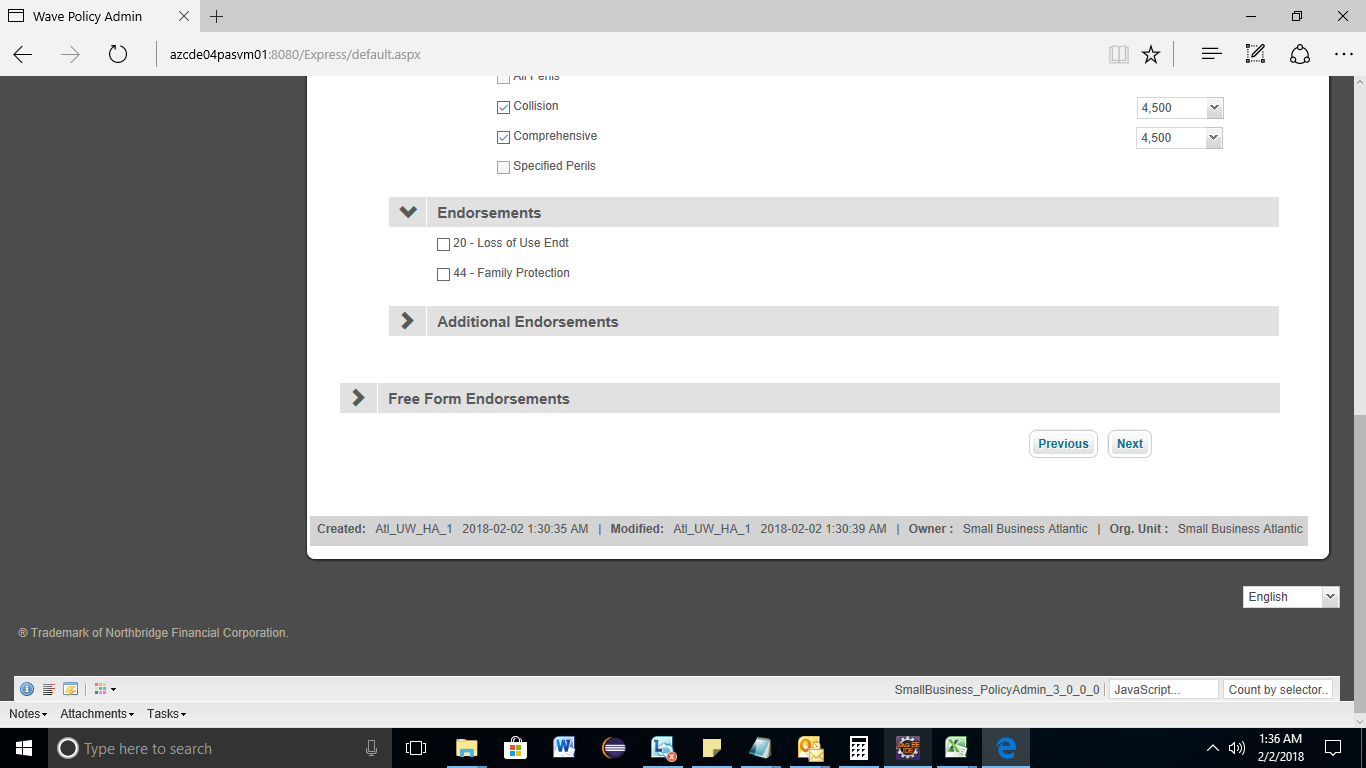 Wave Policy Admin
azcde04pasvm01:8080/Express/default.aspx
All Perils
Collision 4,500
Comprehensive 4,500
Specified Perils
Endorsements
20 - Loss of Use Endt
44 - Family Protection
Additional Endorsements
Free Form Endorsements
Previous Next
Created: Atl_UW_HA_1 2018-02-02 1:30:35 AM | Modified: Atl_UW_HA_1 2018-02-02 1:30:39 AM | Owner : Small Business Atlantic | Org. Unit : Small Business Atlantic
English
® Trademark of Northbridge Financial Corporation.
SmallBusiness_PolicyAdmin_3_0_0_0 JavaScript... Count by selector..
Notes Attachments Tasks
Type here to search
1:36 AM
2/2/2018